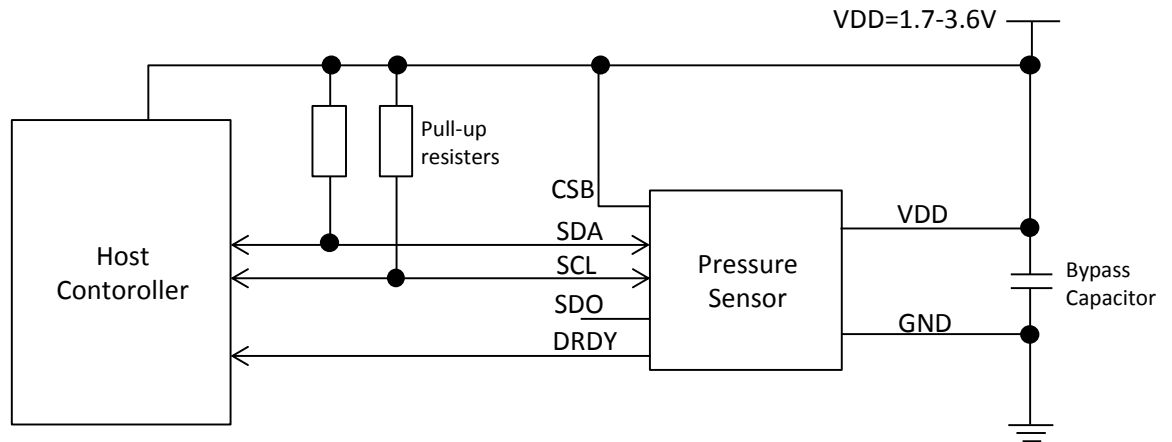 VDD=1.7-3.6V
Pull-up
resisters
CSB
SDA
VDD
Host
Contoroller
SCL
Pressure
Sensor
Bypass
Capacitor
SDO
GND
DRDY